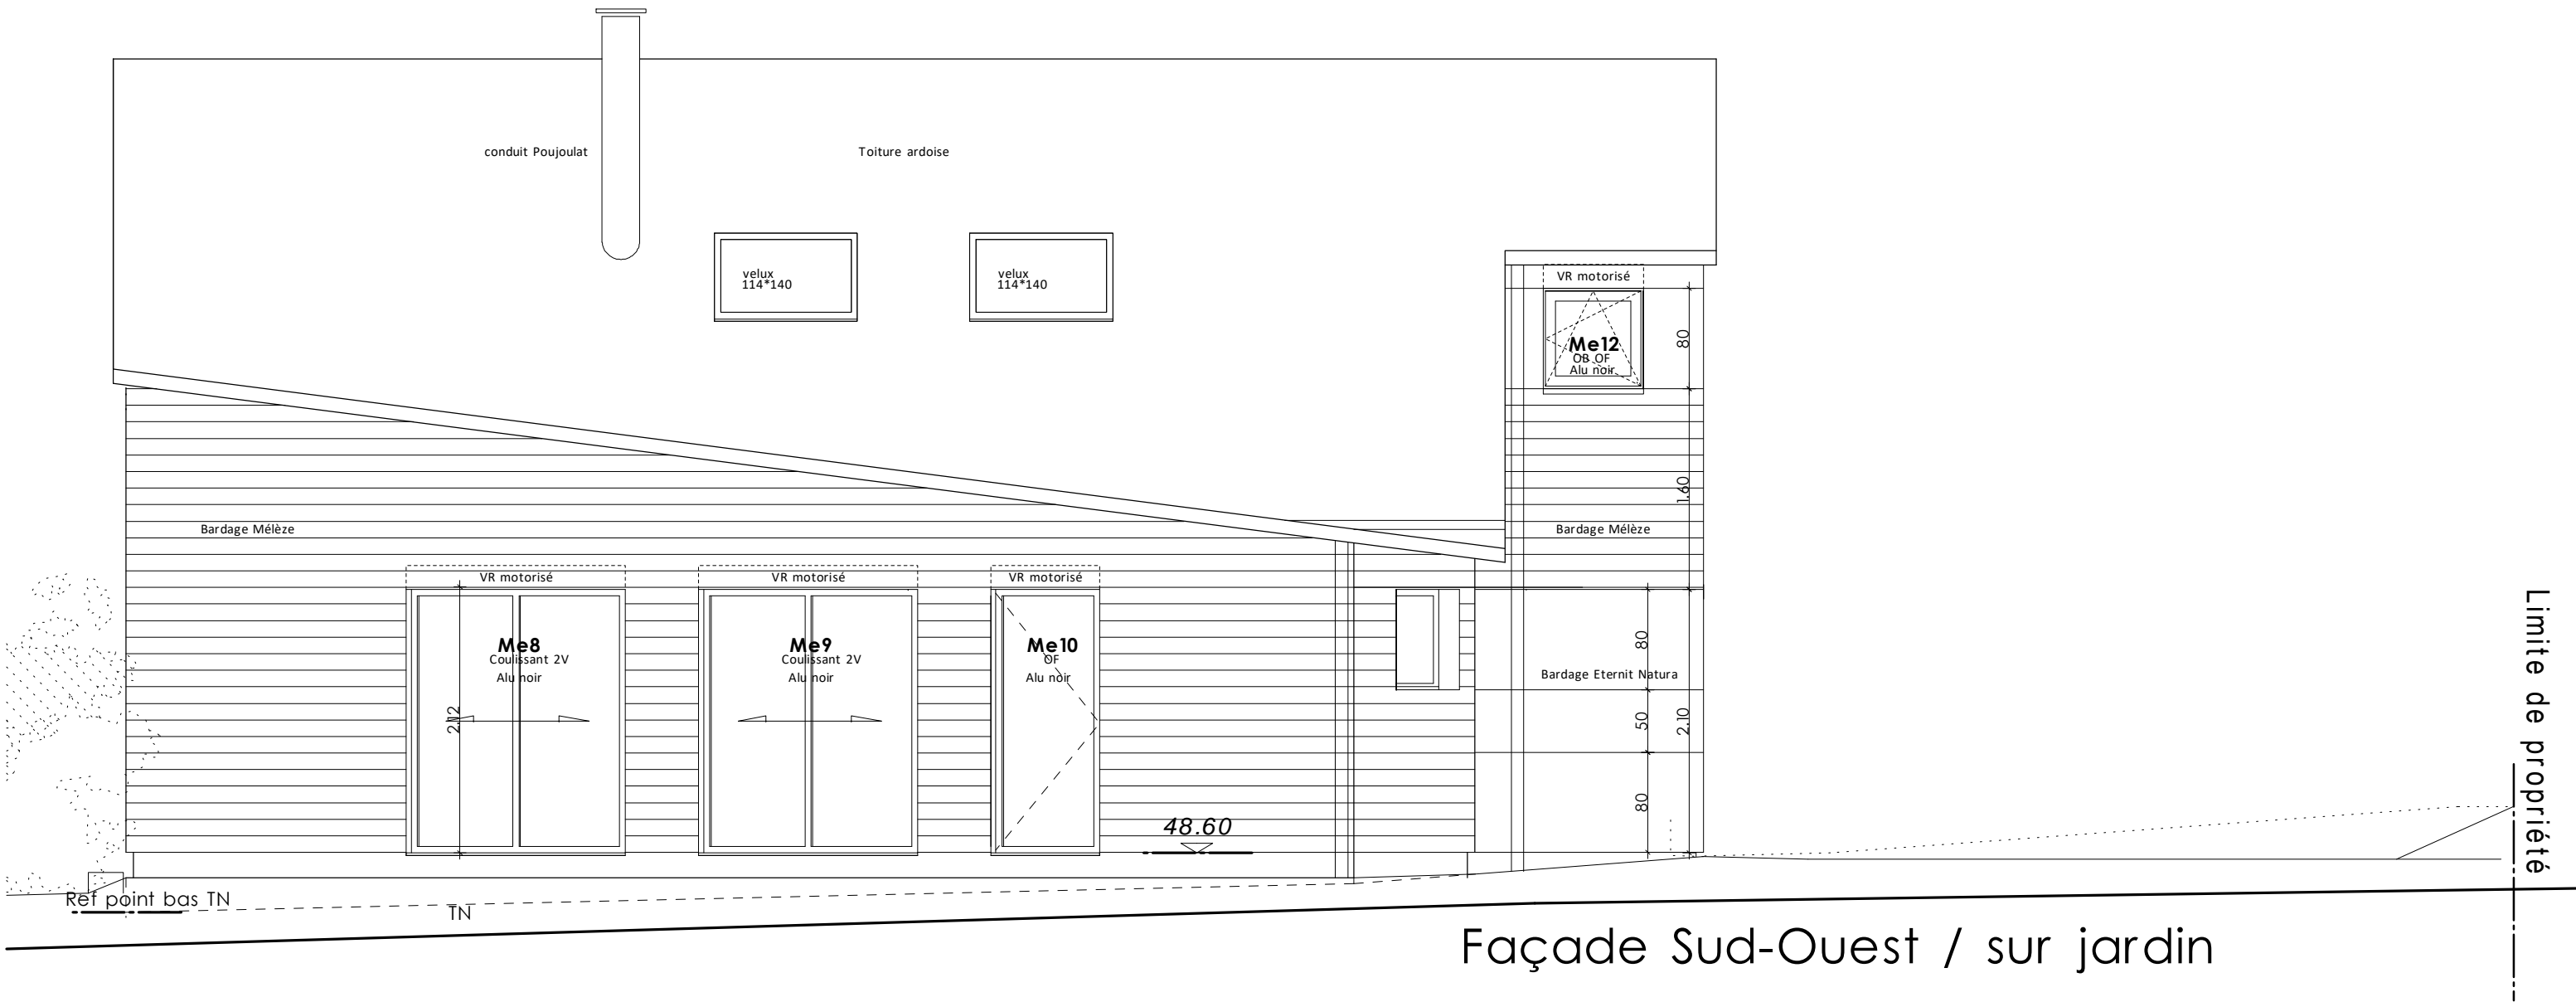 conduit Poujoulat
Toiture ardoise
velux
114*140
velux
114*140
VR motorisé
Me12
OB OF
Alu noir
80
1.60
Bardage Mélèze
Bardage Mélèze
VR motorisé
VR motorisé
VR motorisé
Me8
Coulissant 2V
Alu noir
2.12
Me9
Coulissant 2V
Alu noir
Me10
OF
Alu noir
80
Bardage Eternit Natura
50
2.10
80
48.60
Limite de propriété
Ref point bas TN
TN
Façade Sud-Ouest / sur jardin